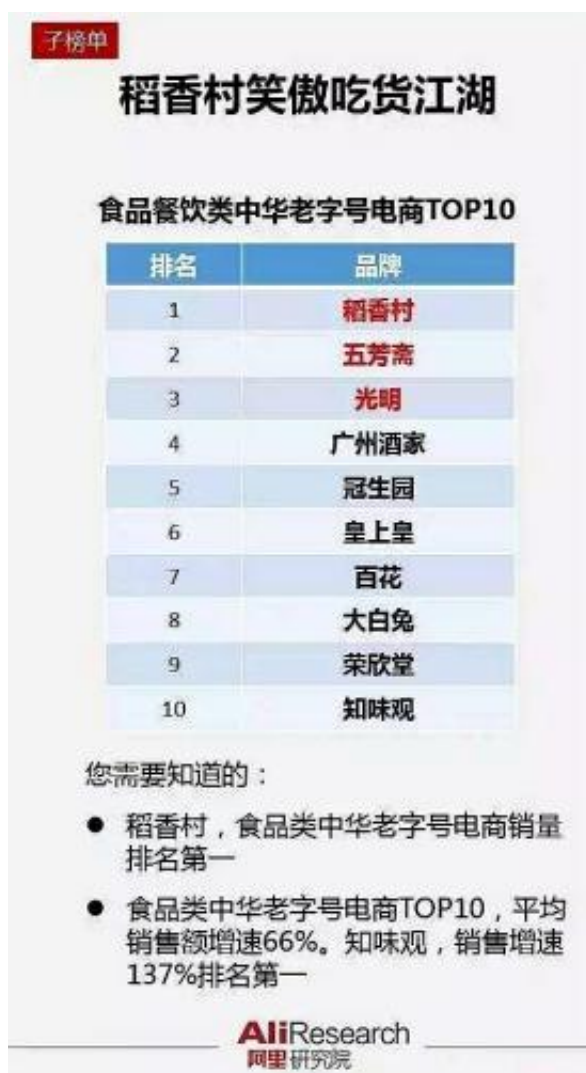 子榜单
稻香村笑傲吃货江湖
食品餐饮类中华老字号电商TOP10
排名 品牌
1 稻香村
2 五芳斋
3 光明
4 广州酒家
5 冠生园
6 皇上皇
7 百花
8 大白兔
9 荣欣堂
10 知味观
您需要知道的：
● 稻香村，食品类中华老字号电商销量
排名第一
● 食品类中华老字号电商TOP10，平均
销售额增速66%。知味观，销售增速
137%排名第一
AliResearch
阿里研究院